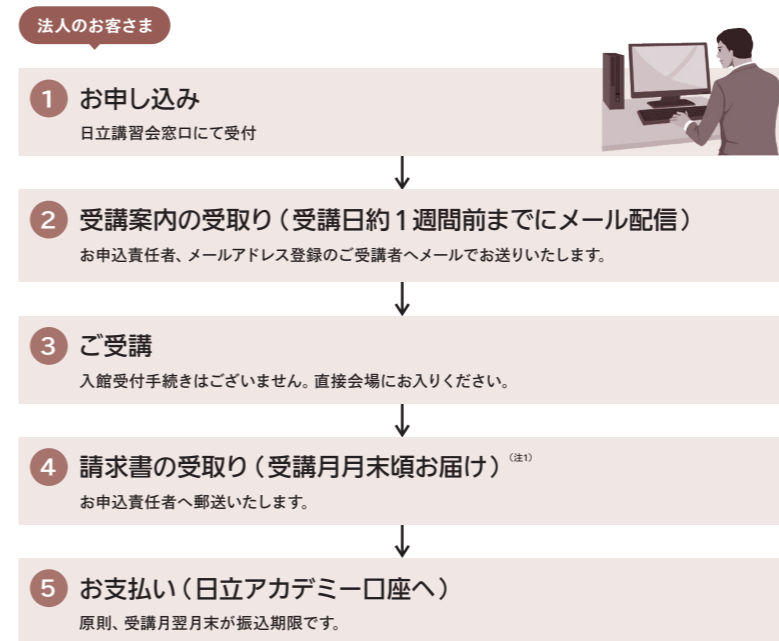 法人のお客さま
1 お申し込み
日立講習会窓口にて受付
2 受講案内の受取り（受講日約1週間前までにメール配信）
お申込責任者、メールアドレス登録のご受講者へメールでお送りいたします。
3 ご受講
入館受付手続きはございません。直接会場にお入りください。
4 請求書の受取り（受講月月末頃お届け）（注1）
お申込責任者へ郵送いたします。
5 お支払い（日立アカデミー口座へ）
原則、受講月翌月末が振込期限です。